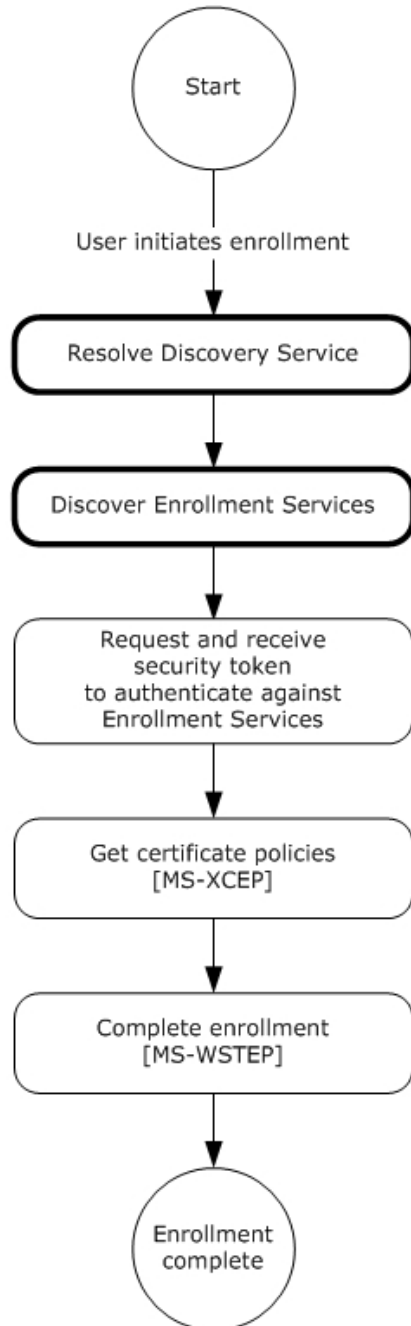 Start
User initiates enrollment
Resolve Discovery Service
Discover Enrollment Services
Request and receive
security token
to authenticate against
Enrollment Services
Get certificate policies
[MS-XCEP]
Complete enrollment
[MS-WSTEP]
Enrollment
complete